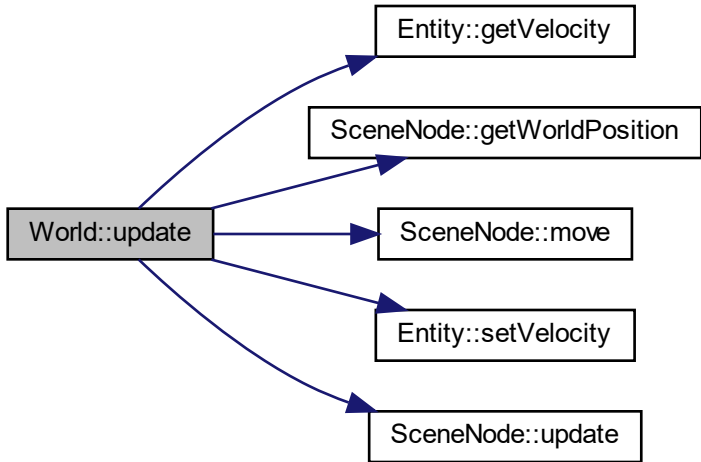 Entity::getVelocity
SceneNode::getWorldPosition
World::update
SceneNode::move
Entity::setVelocity
SceneNode::update